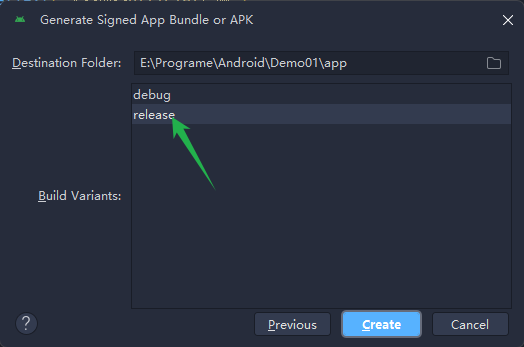 Generate Signed App Bundle or APK
Destination Folder: E:\Programe\Android\Demo01\app
debug
release
Build Variants:
? Previous Create Cancel